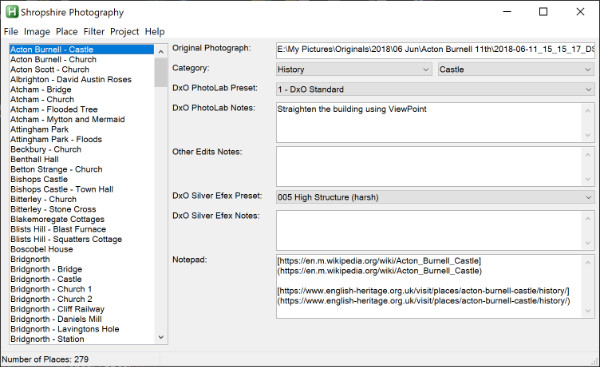 Shropshire Photography
File Image Place Filter Project Help
Acton Burnell - Castle
Acton Burnell - Church
Acton Scott - Church
Albrighton - David Austin Roses
Atcham - Bridge
Atcham - Church
Atcham - Flooded Tree
Atcham - Mytton and Mermaid
Attingham Park
Attingham Park - Floods
Beckbury - Church
Benthall Hall
Betton Strange - Church
Bishops Castle
Bishops Castle - Town Hall
Bitterley - Church
Bitterley - Stone Cross
Blakemoregate Cottages
Blists Hill - Blast Furnace
Blists Hill - Squatters Cottage
Boscobel House
Bridgnorth
Bridgnorth - Bridge
Bridgnorth - Castle
Bridgnorth - Church 1
Bridgnorth - Church 2
Bridgnorth - Cliff Railway
Bridgnorth - Daniels Mill
Bridgnorth - Lavingtons Hole
Bridgnorth - Station
Original Photograph: E:\My Pictures\Originals\2018\06 Jun\Acton Burnell 11th\2018-06-11_15_15_17_DS
Category: History Castle
DxO PhotoLab Preset: 1 - DxO Standard
DxO PhotoLab Notes: Straighten the building using ViewPoint
Other Edits Notes:
DxO Silver Efex Preset: 005 High Structure (harsh)
DxO Silver Efex Notes:
Notepad: [https://en.m.wikipedia.org/wiki/Acton_Burnell_Castle]
(https://en.m.wikipedia.org/wiki/Acton_Burnell_Castle)
[https://www.english-heritage.org.uk/visit/places/acton-burnell-castle/history/]
(https://www.english-heritage.org.uk/visit/places/acton-burnell-castle/history/)
Number of Places: 279